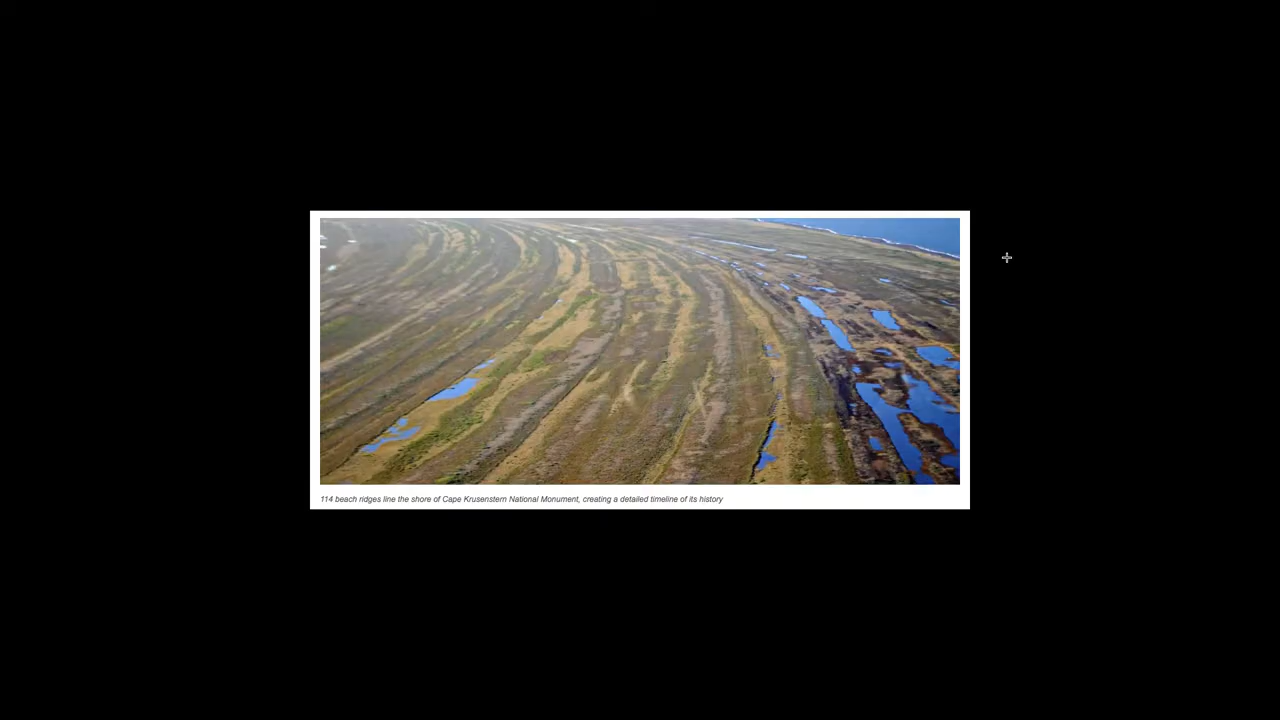 114 beach ridges line the shore of Cape Krusenstern National Monument, creating a detailed timeline of its history